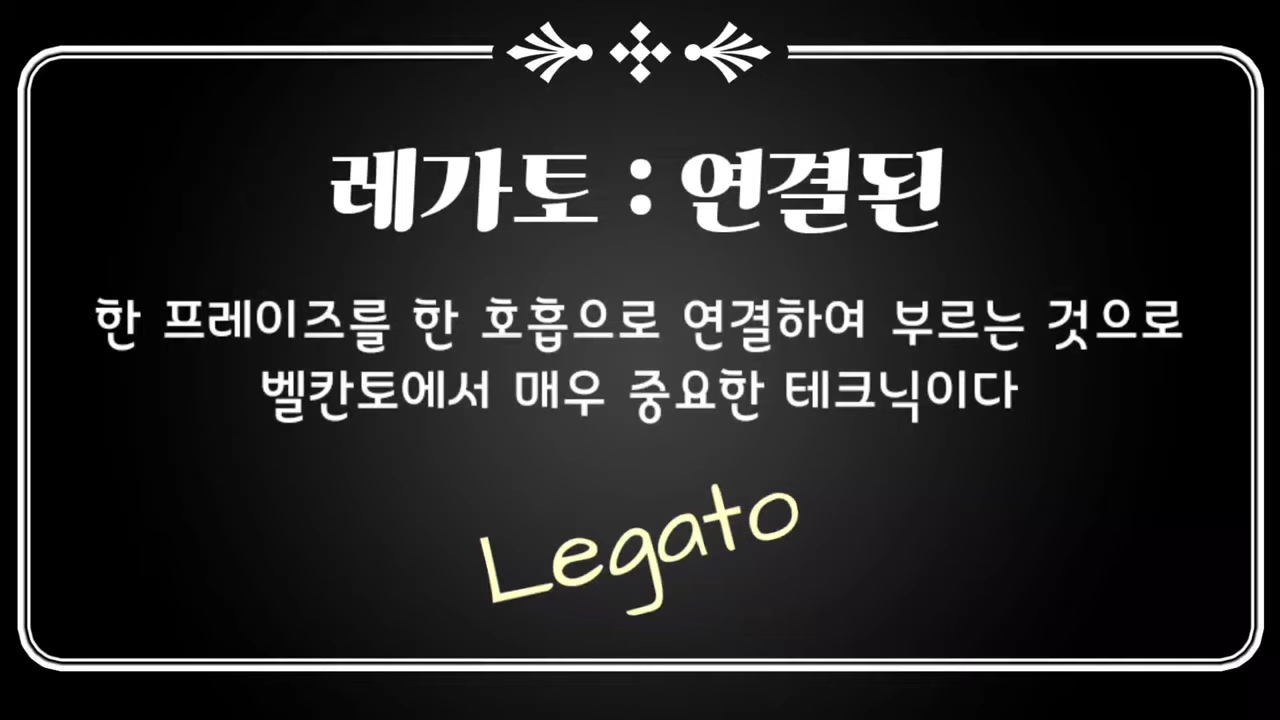 레가토 : 연결된
한 프레이즈를 한 호흡으로 연결하여 부르는 것으로
벨칸토에서 매우 중요한 테크닉이다
Legato